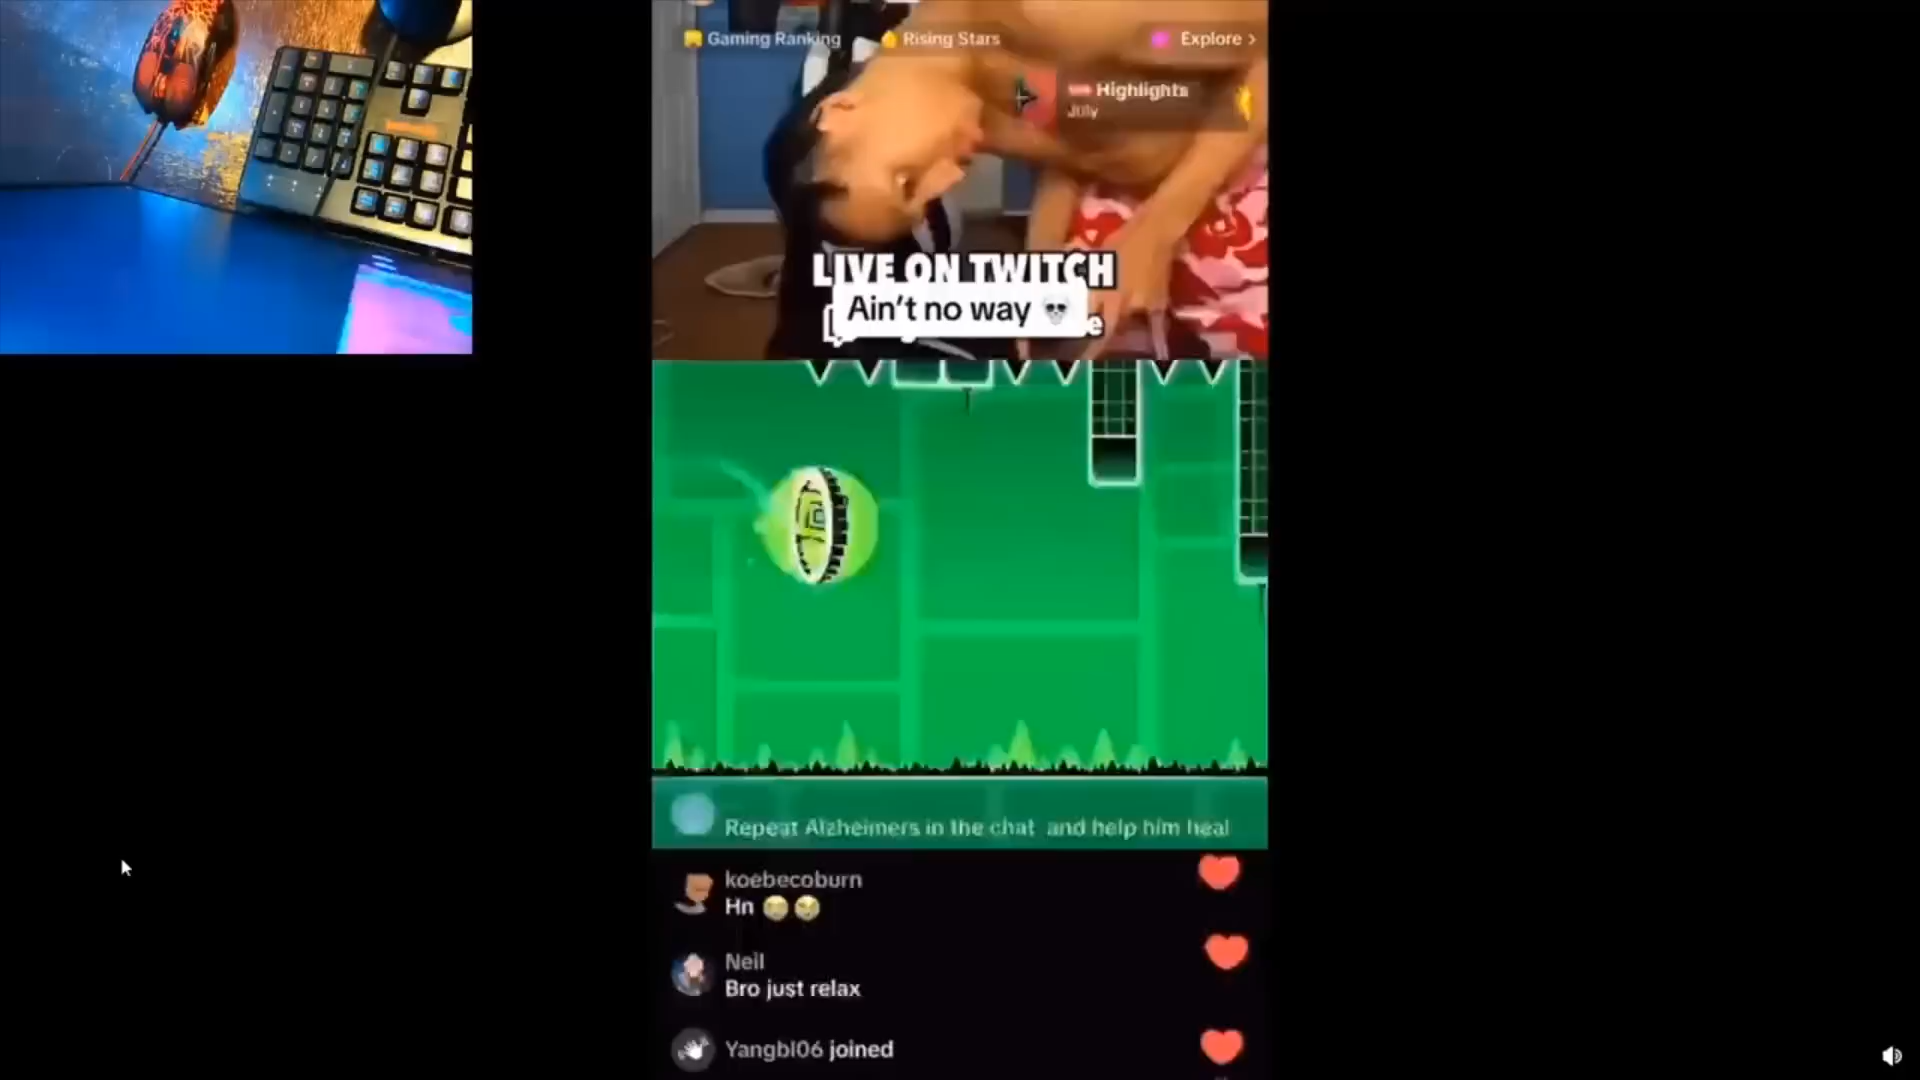 Gaming Ranking
Rising Stars
Explore >
Highlights
Jilly
LIVE ON TWITCH
Ain't no way 💀
Repeat Alzheimers in the chat and help him heal
koebecoburn
Hn
Neil
Bro just relax
Yangbl06 joined